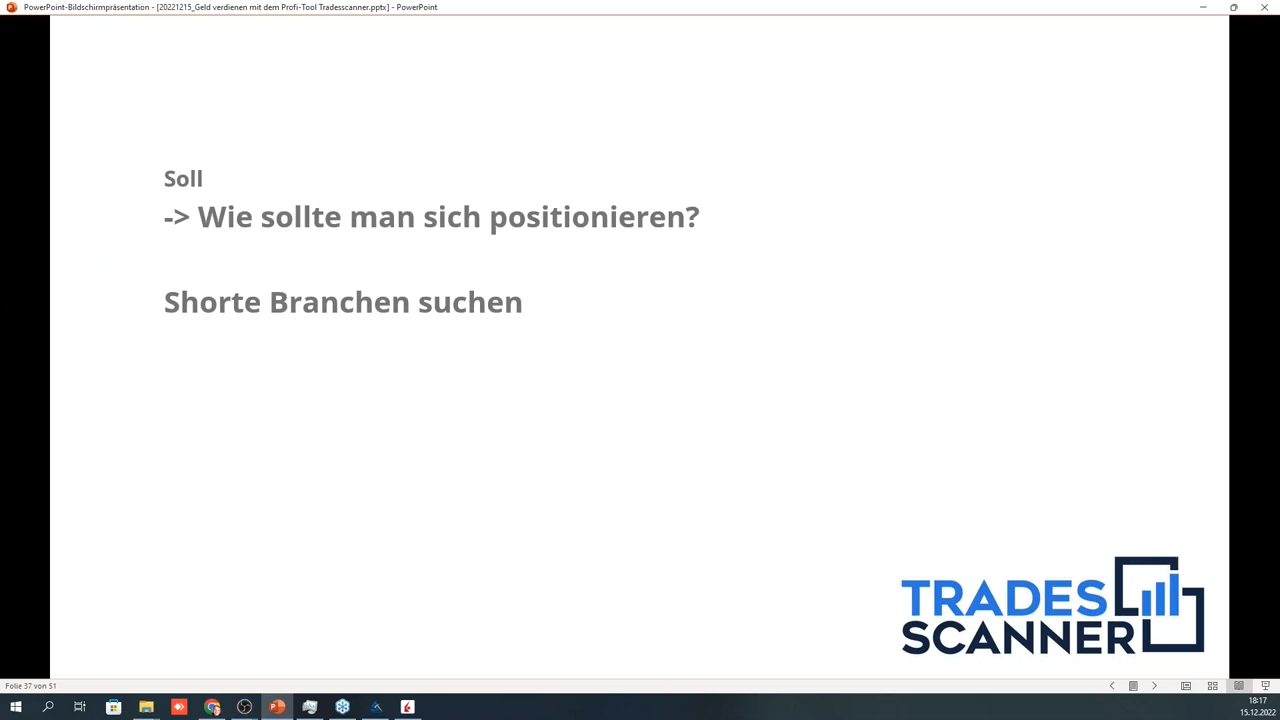 PowerPoint-Bildschirmpräsentation - [20221215_Geld verdienen mit dem Profi-Tool Tradesscanner.pptx] - PowerPoint
Soll
-> Wie sollte man sich positionieren?
Shorte Branchen suchen
TRADES
SCANNER
Folie 37 von 51
18:17
15.12.2022